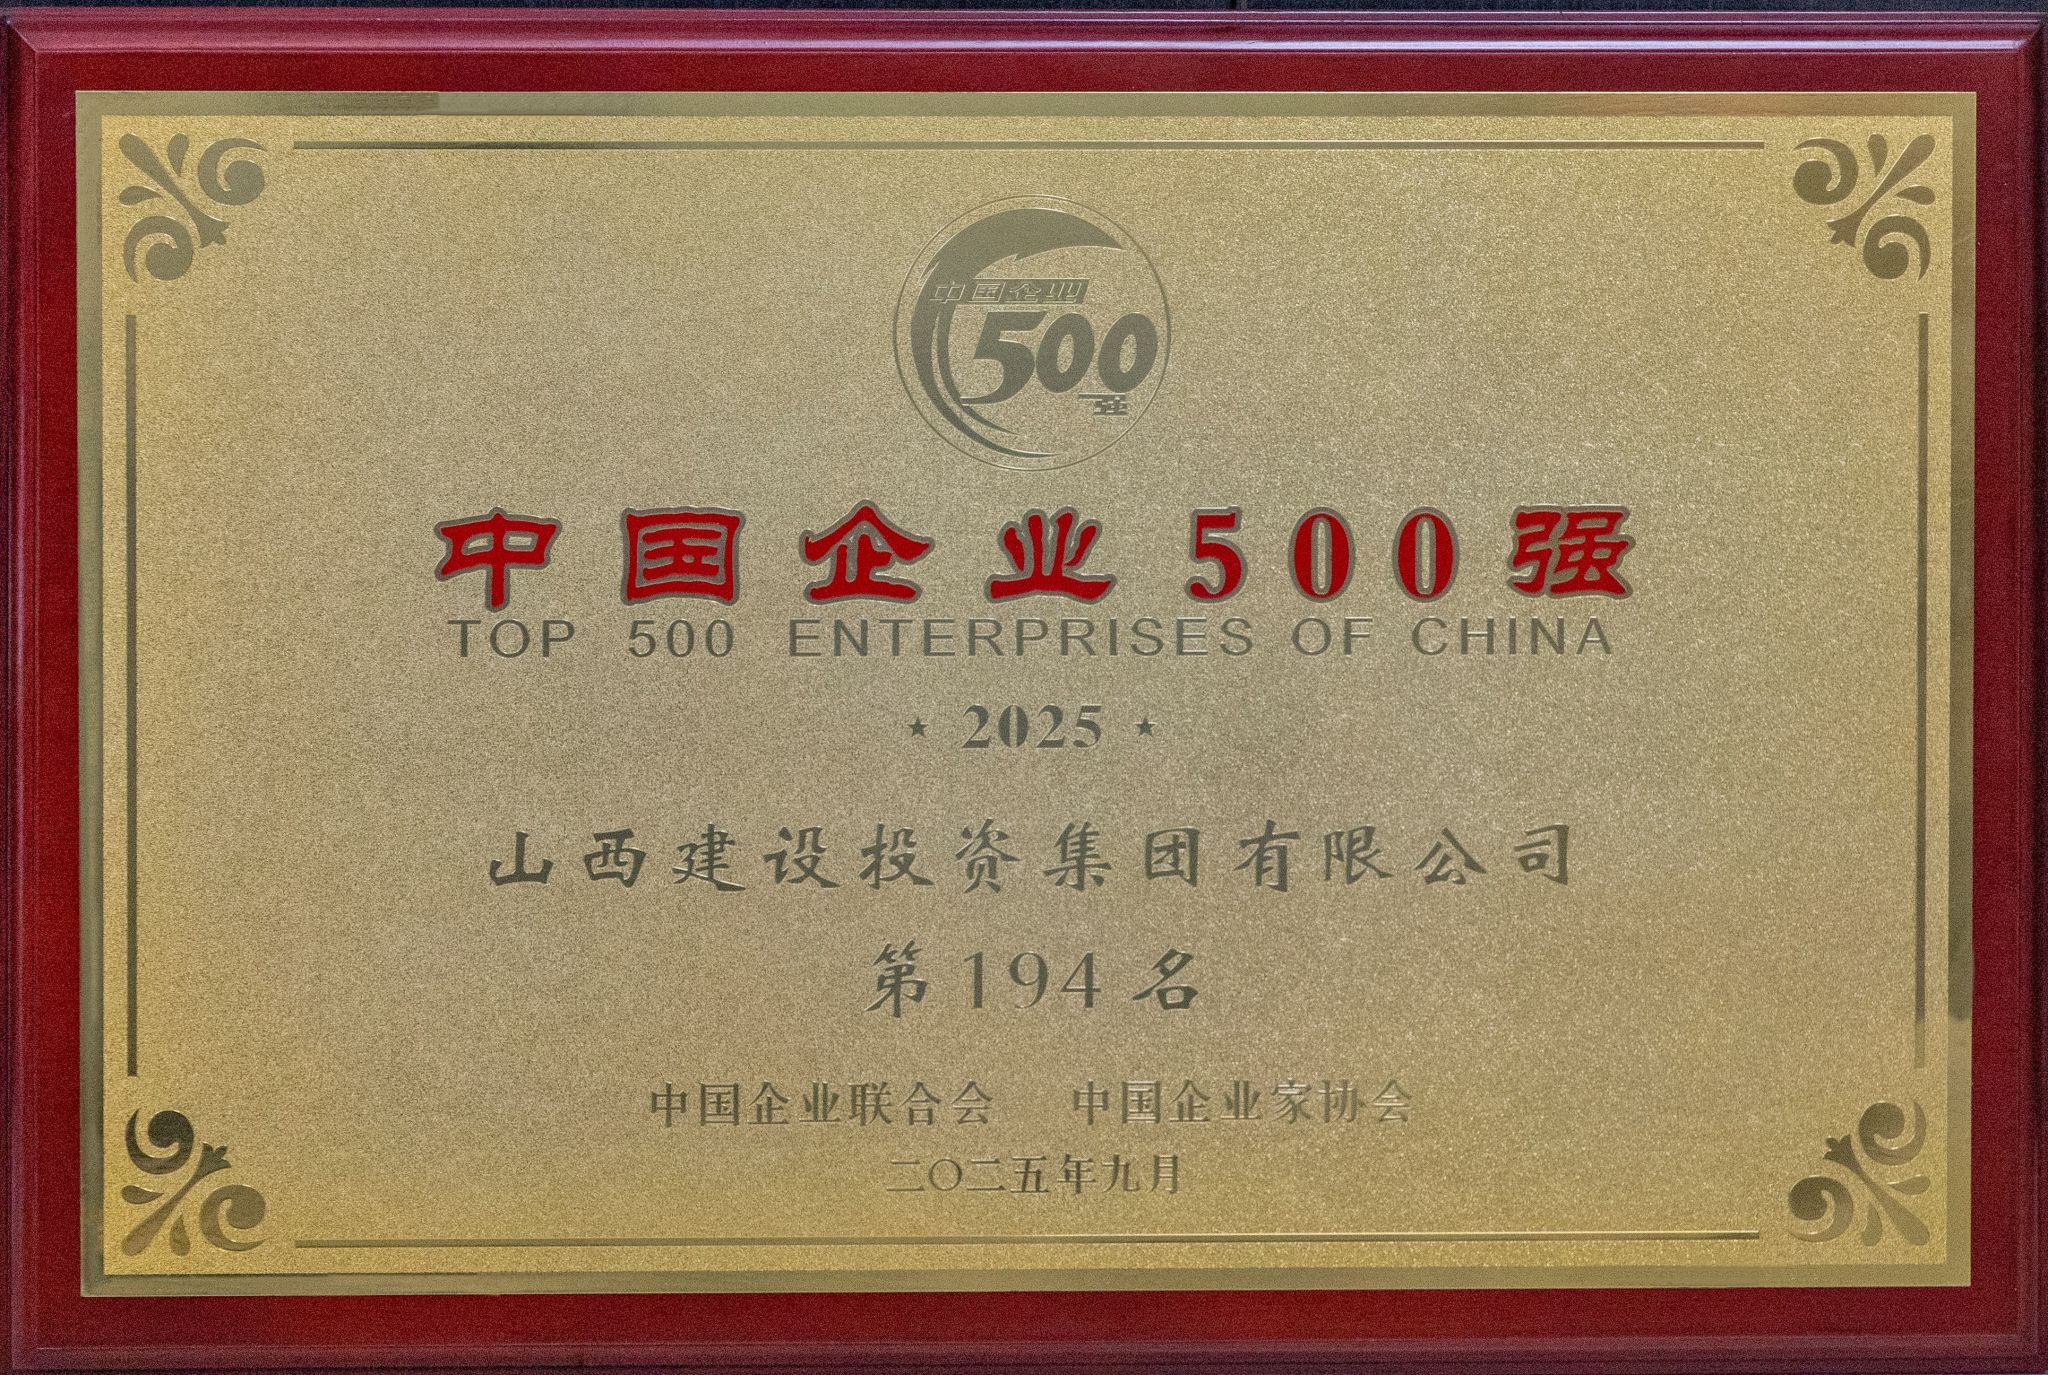 中国企业
500
强
中国企业500强
TOP 500 ENTERPRISES OF CHINA
★ 2025 ★
山西建设投资集团有限公司
第194名
中国企业联合会 中国企业家协会
二〇二五年九月